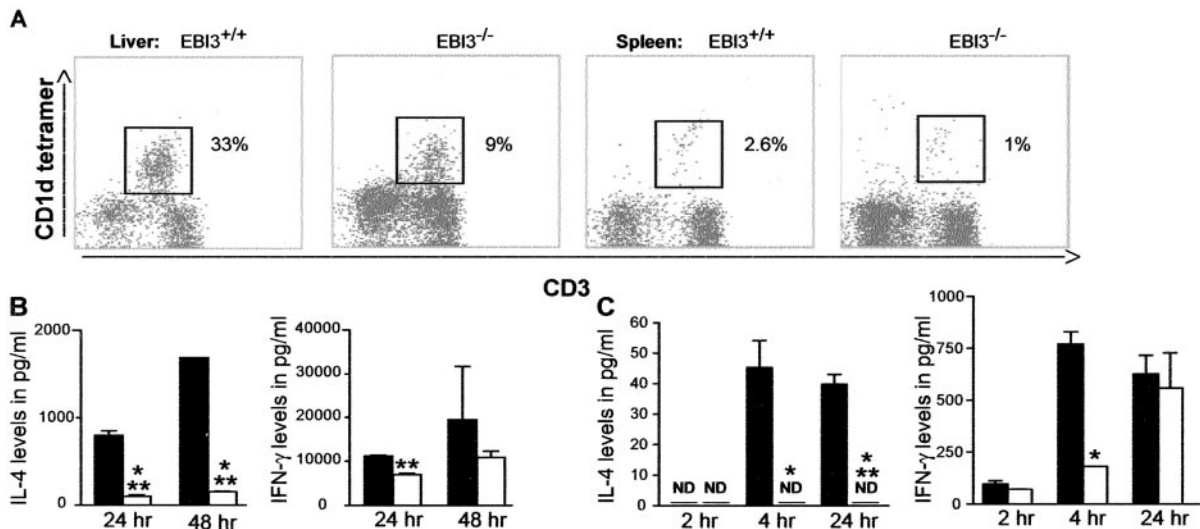 A
Liver: EBI3+/+
EBI3-/-
Spleen: EBI3+/+
EBI3-/-
CD1d tetramer
33%
9%
2.6%
1%
CD3
B
IL-4 levels in pg/ml
2000
1000
0
*
**
*
**
24 hr 48 hr
IFN-γ levels in pg/ml
40000
30000
20000
10000
0
**
24 hr 48 hr
C
IL-4 levels in pg/ml
60
50
40
30
20
10
0
ND ND
*
ND
*
**
ND
2 hr 4 hr 24 hr
IFN-γ levels in pg/ml
1000
750
500
250
0
*
2 hr 4 hr 24 hr